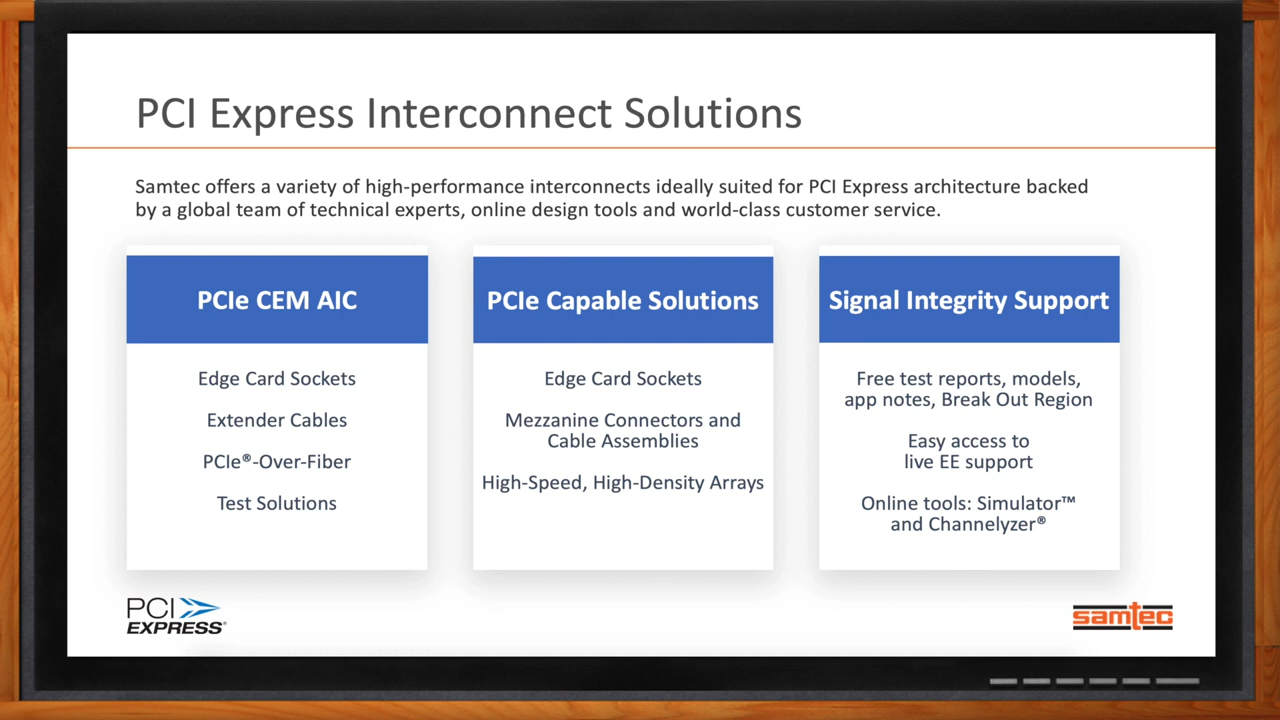 PCI Express Interconnect Solutions
Samtec offers a variety of high-performance interconnects ideally suited for PCI Express architecture backed
by a global team of technical experts, online design tools and world-class customer service.
PCIe CEM AIC
Edge Card Sockets
Extender Cables
PCIe®-Over-Fiber
Test Solutions
PCIe Capable Solutions
Edge Card Sockets
Mezzanine Connectors and
Cable Assemblies
High-Speed, High-Density Arrays
Signal Integrity Support
Free test reports, models,
app notes, Break Out Region
Easy access to
live EE support
Online tools: Simulator™
and Channelyzer®
PCI
EXPRESS®
samtec